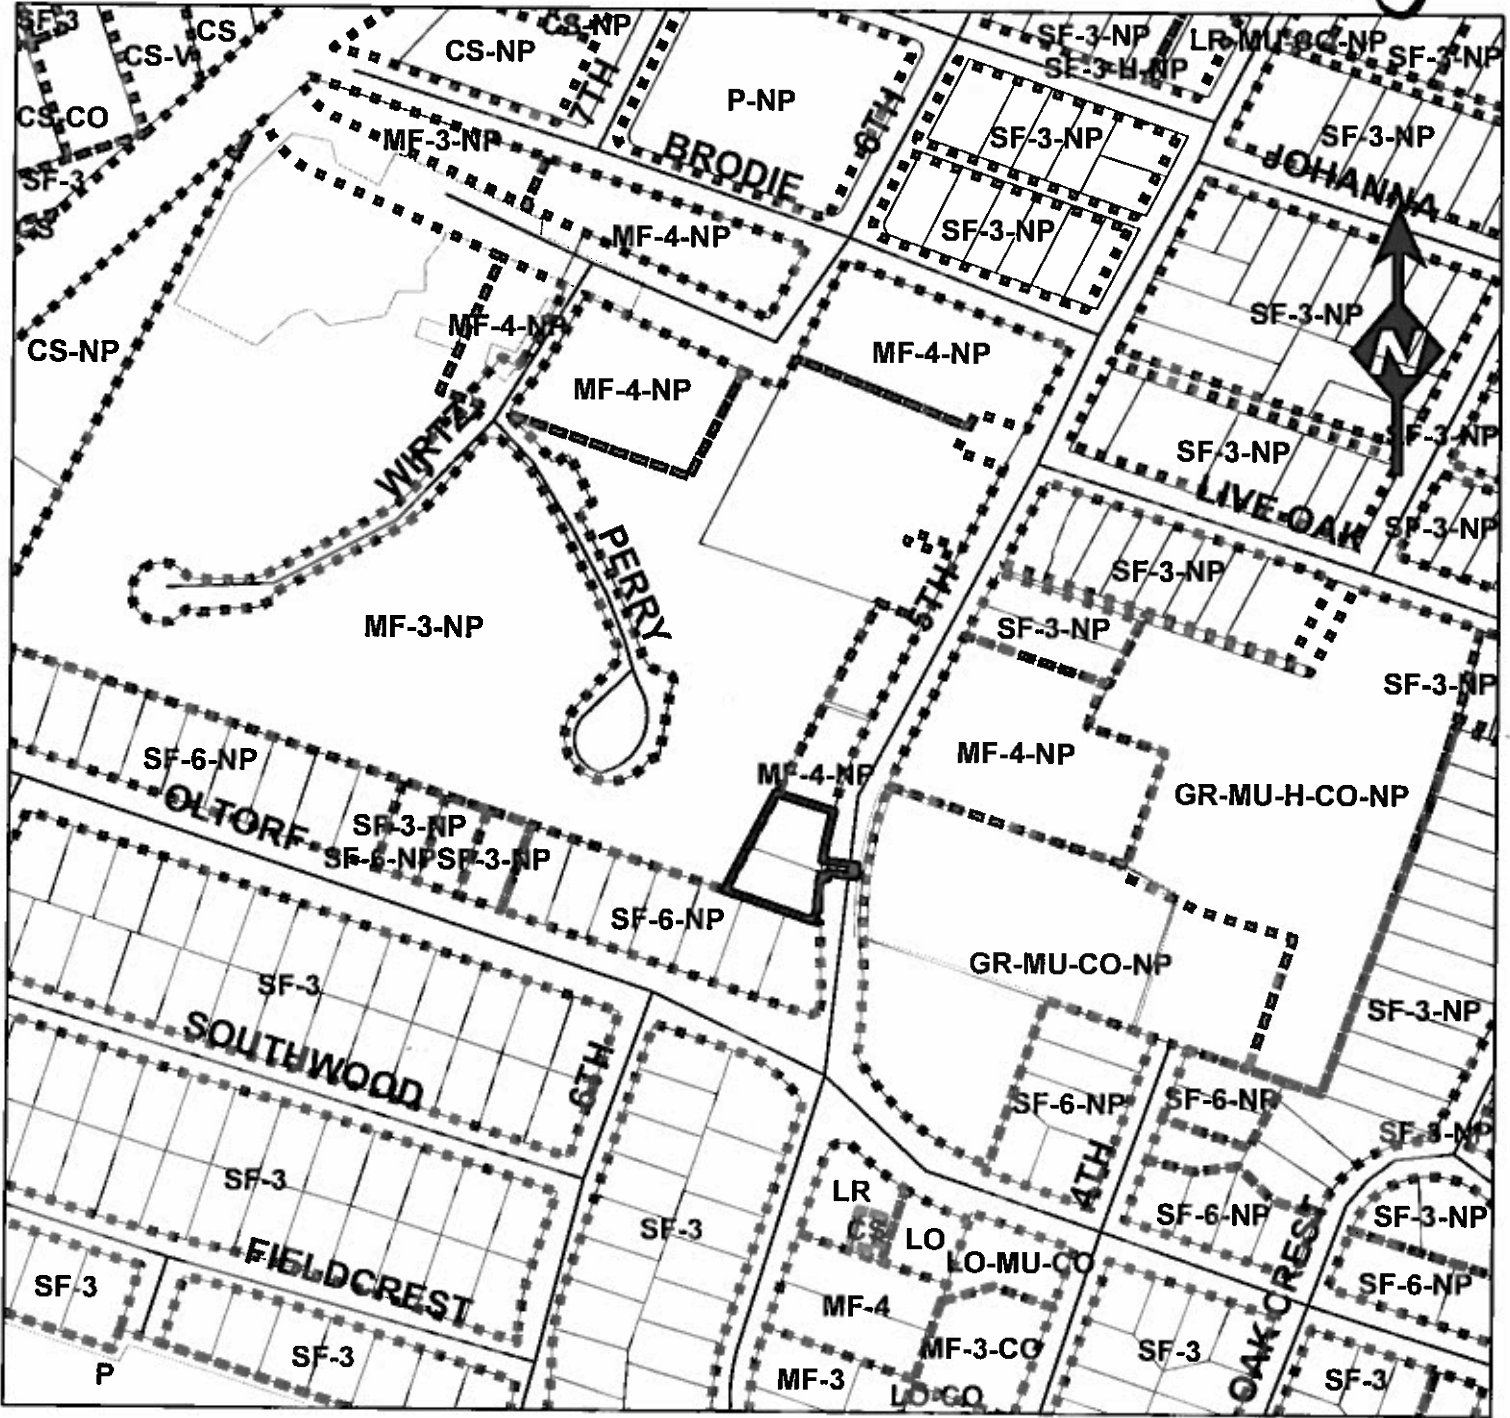 SF-3
CS
CS-V
CS-NP
CS-NP
SF-3-NP
LR-MU-CO-NP
SF-3-NP
SF-3-H-NP
7TH
P-NP
6TH
CS-CO
MF-3-NP
BRODIE
SF-3-NP
SF-3-NP
JOHANNA
SF-3
CS
MF-4-NP
SF-3-NP
SF-3-NP
MF-4-NP
CS-NP
MF-4-NP
MF-4-NP
N
WIRTZ
SF-3-NP
SF-3-NP
LIVE OAK
SF-3-NP
PERRY
5TH
SF-3-NP
MF-3-NP
SF-3-NP
SF-3-NP
SF-6-NP
MF-4-NP
MF-4-NP
GR-MU-H-CO-NP
OLTORF
SF-3-NP
SF-6-NP
SF-3-NP
SF-6-NP
GR-MU-CO-NP
SF-3
SF-3-NP
SOUTHWOOD
6TH
SF-6-NP
SF-6-NP
SF-3-NP
4TH
SF-3
LR
CS
SF-3
LO
SF-6-NP
SF-3-NP
OAK CREST
LO-MU-CO
FIELDCREST
SF-3
SF-6-NP
MF-4
SF-3
MF-3-CO
SF-3
P
MF-3
SF-3
LO-CO